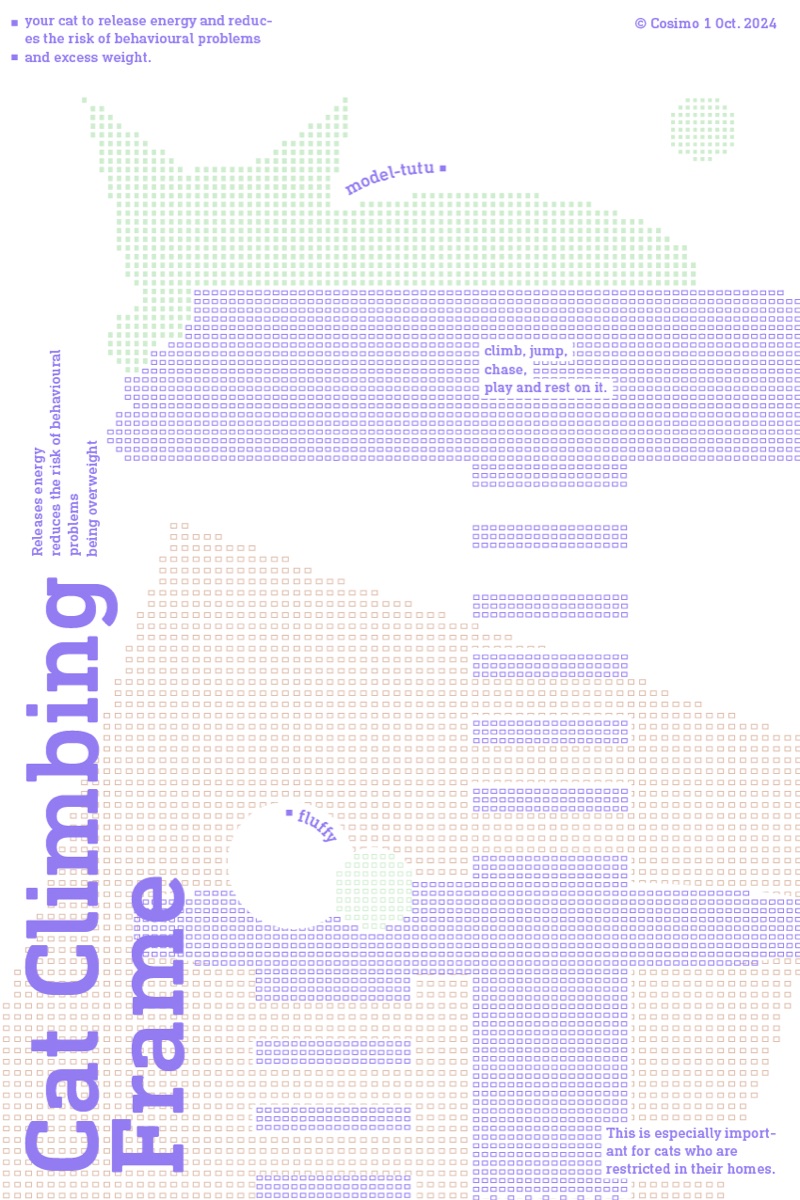 your cat to release energy and reduc-
es the risk of behavioural problems
and excess weight.
© Cosimo 1 Oct. 2024
model-tutu
climb, jump,
chase,
play and rest on it.
Releases energy
reduces the risk of behavioural
problems
being overweight
Cat Climbing
Frame
fluffy
This is especially import-
ant for cats who are
restricted in their homes.